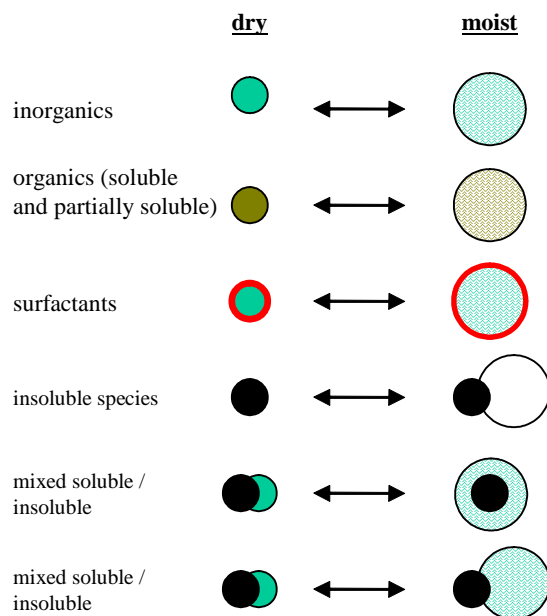 dry moist
inorganics
organics (soluble
and partially soluble)
surfactants
insoluble species
mixed soluble /
insoluble
mixed soluble /
insoluble